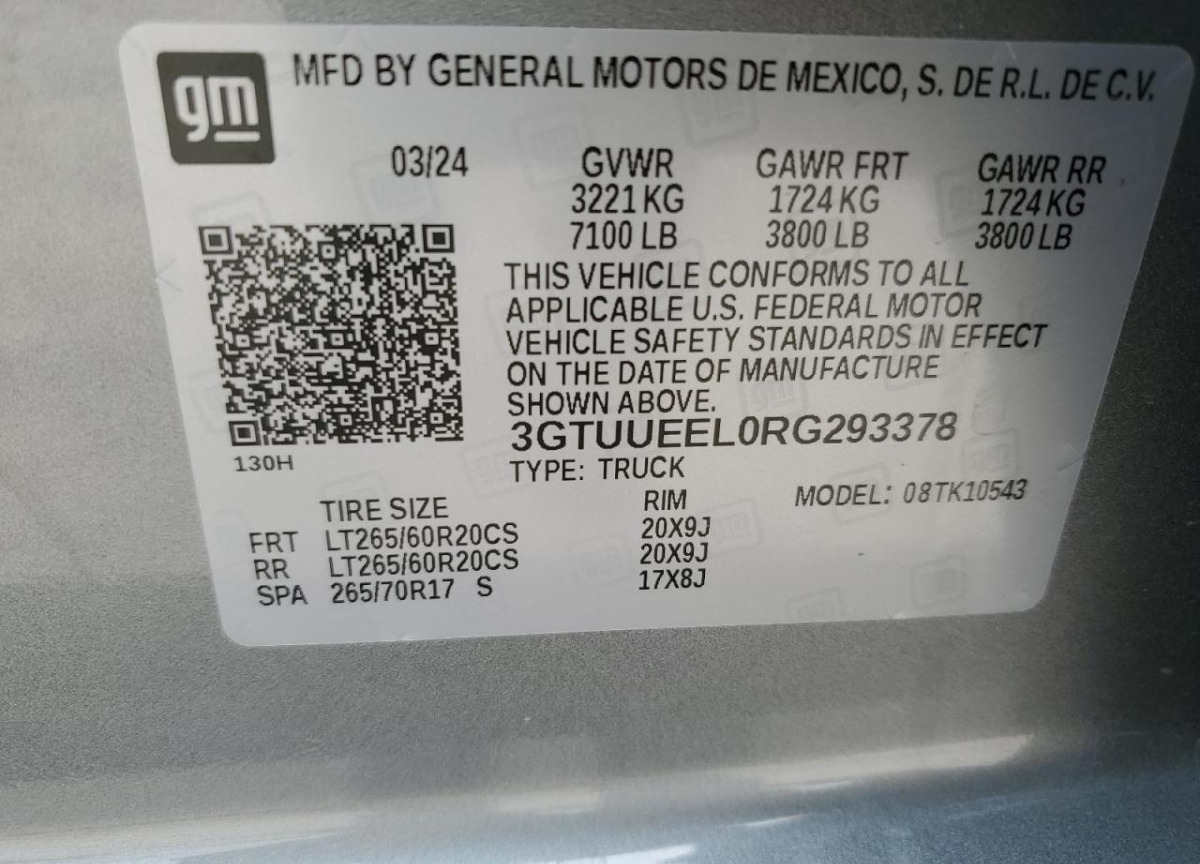 gm
MFD BY GENERAL MOTORS DE MEXICO, S. DE R.L. DE C.V.
03/24 GVWR GAWR FRT GAWR RR
3221 KG 1724 KG 1724 KG
7100 LB 3800 LB 3800 LB
THIS VEHICLE CONFORMS TO ALL
APPLICABLE U.S. FEDERAL MOTOR
VEHICLE SAFETY STANDARDS IN EFFECT
ON THE DATE OF MANUFACTURE
SHOWN ABOVE.
3GTUUEEL0RG293378
130H
TYPE: TRUCK
TIRE SIZE RIM MODEL: 08TK10543
FRT LT265/60R20CS 20X9J
RR LT265/60R20CS 20X9J
SPA 265/70R17 S 17X8J